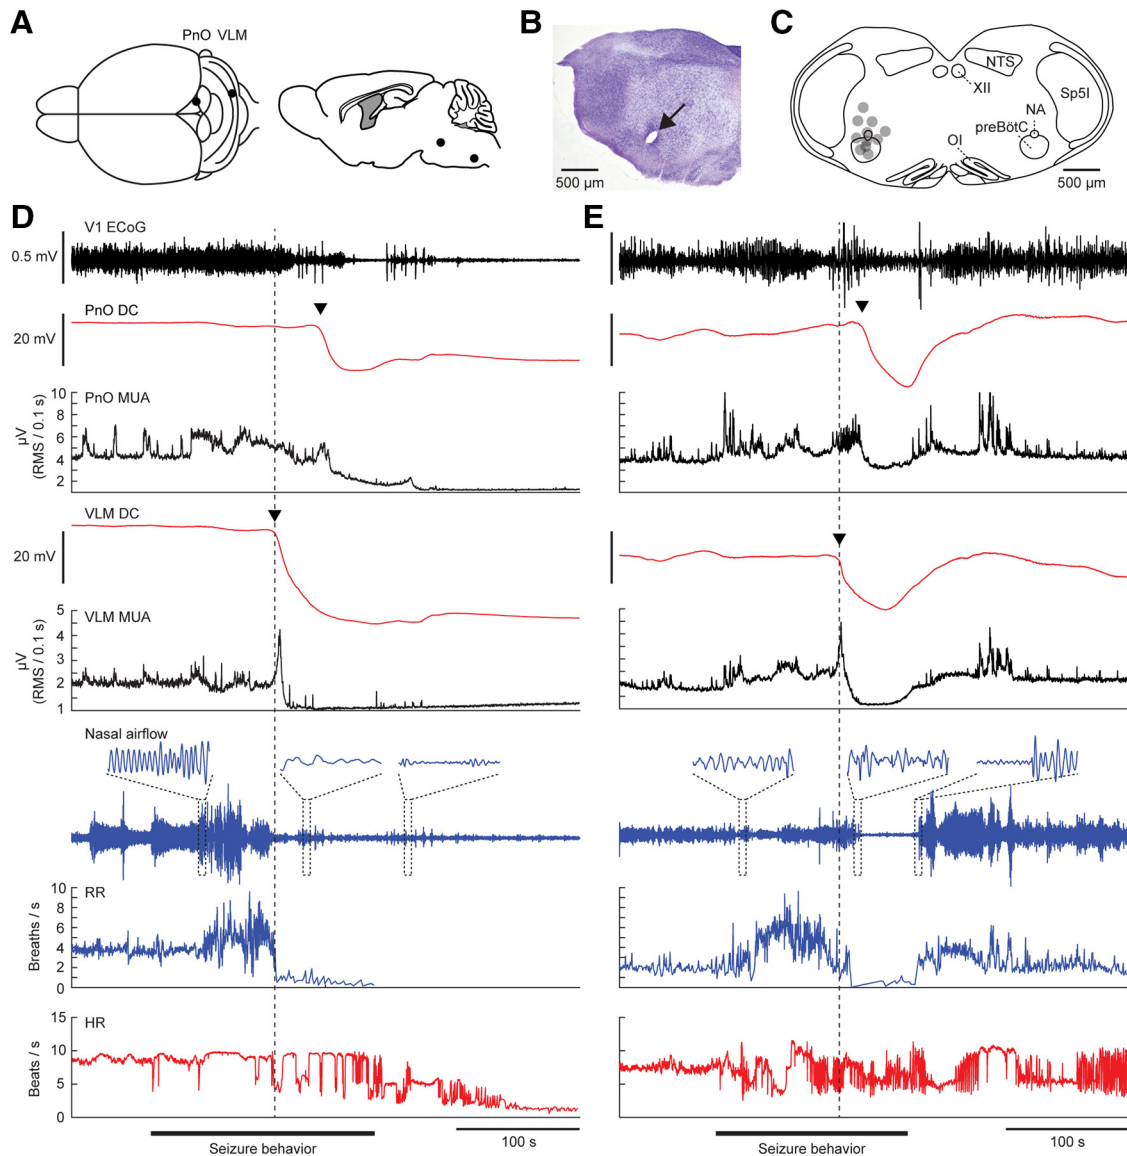 A
B
C
PnO VLM
500 µm
NTS
XII
Sp5I
NA
preBötC
OI
500 µm
D
E
V1 ECoG
0.5 mV
PnO DC
20 mV
PnO MUA
µV
(RMS / 0.1 s)
10
8
6
4
2
VLM DC
20 mV
VLM MUA
µV
(RMS / 0.1 s)
5
4
3
2
1
Nasal airflow
RR
Breaths / s
10
8
6
4
2
0
HR
Beats / s
15
10
5
0
Seizure behavior
100 s
Seizure behavior
100 s